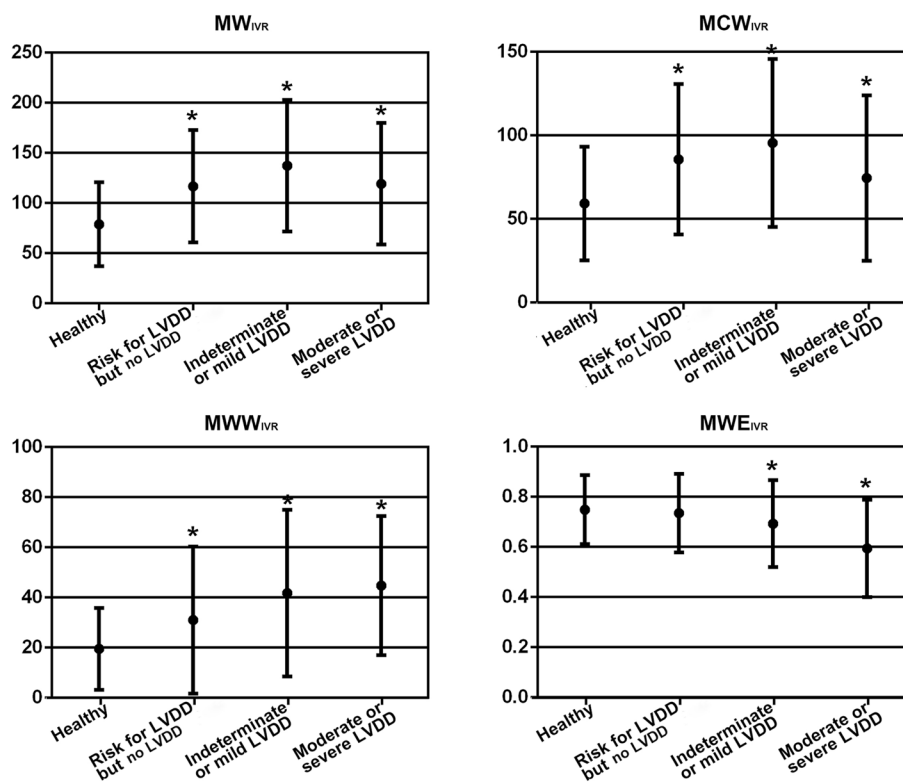 MWIVR
250
200
150
100
50
0
*
*
*
Healthy
Risk for LVDD
but no LVDD
Indeterminate
or mild LVDD
Moderate or
severe LVDD
MCWIVR
150
100
50
0
*
*
*
Healthy
Risk for LVDD
but no LVDD
Indeterminate
or mild LVDD
Moderate or
severe LVDD
MWWIVR
100
80
60
40
20
0
*
*
*
Healthy
Risk for LVDD
but no LVDD
Indeterminate
or mild LVDD
Moderate or
severe LVDD
MWEIVR
1.0
0.8
0.6
0.4
0.2
0.0
*
*
Healthy
Risk for LVDD
but no LVDD
Indeterminate
or mild LVDD
Moderate or
severe LVDD